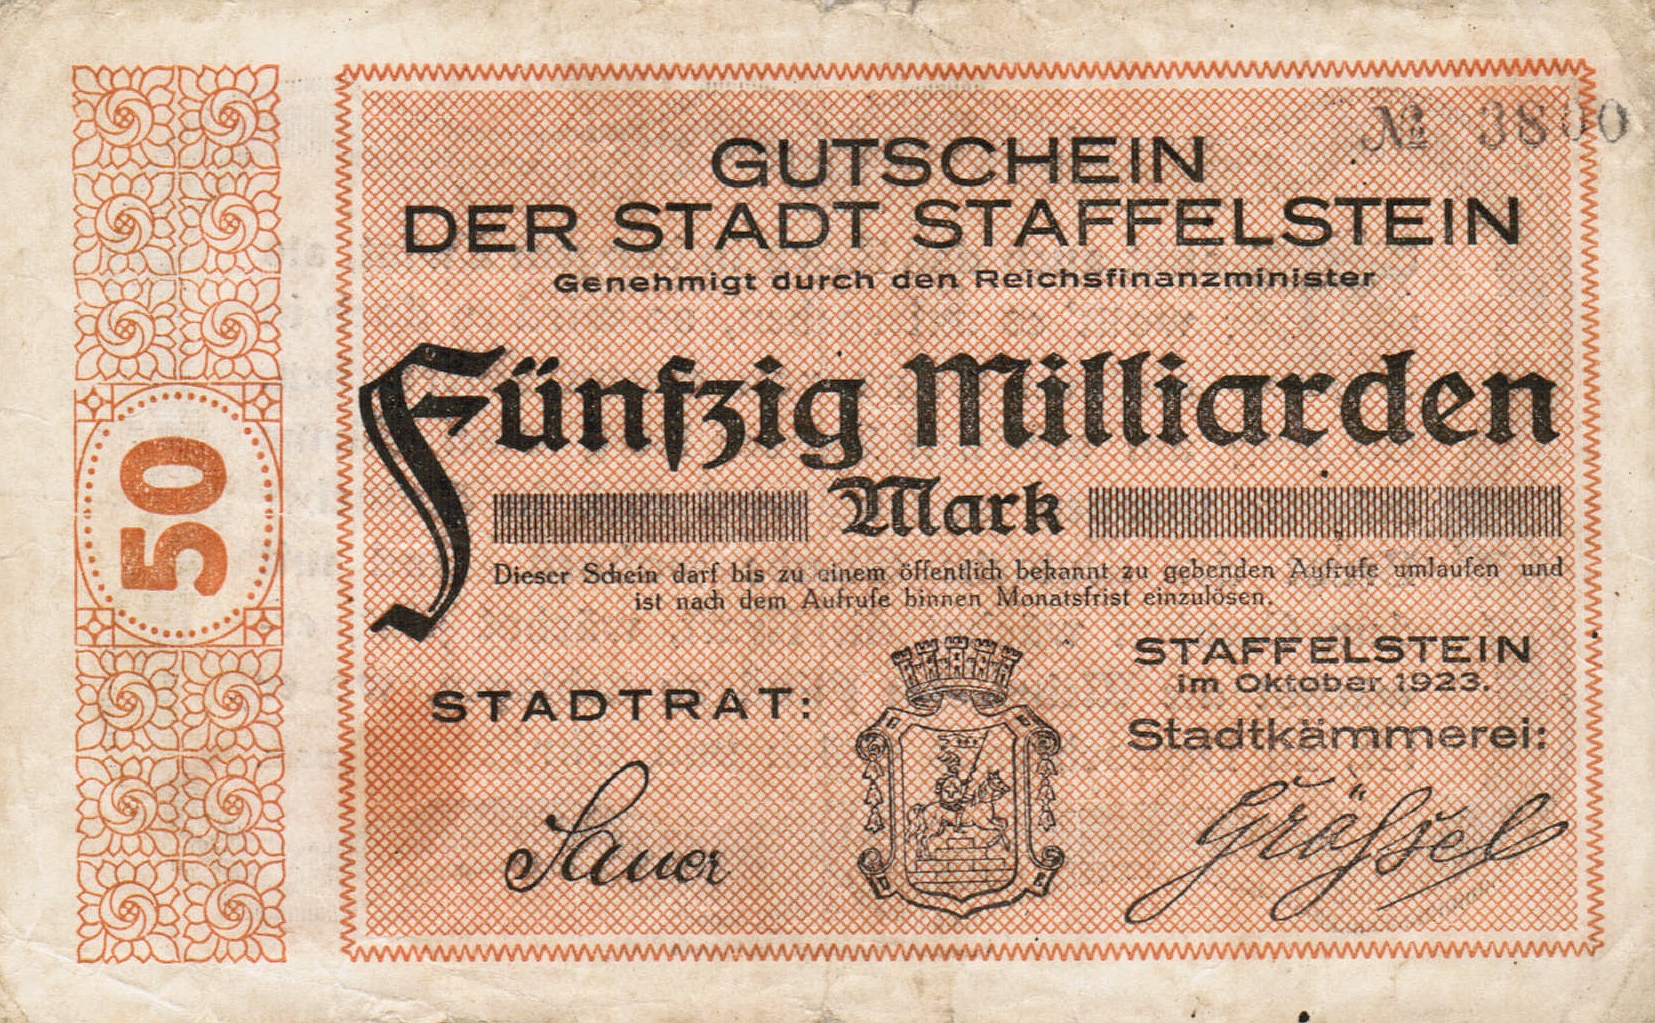 № 3800
GUTSCHEIN
DER STADT STAFFELSTEIN
Genehmigt durch den Reichsfinanzminister
Fünfzig Milliarden
Mark
50
Dieser Schein darf bis zu einem öffentlich bekannt zu gebenden Aufrufe umlaufen und
ist nach dem Aufrufe binnen Monatsfrist einzulösen.
STAFFELSTEIN
im Oktober 1923.
STADTRAT:
Stadtkämmerei:
Sauer
Gräßel